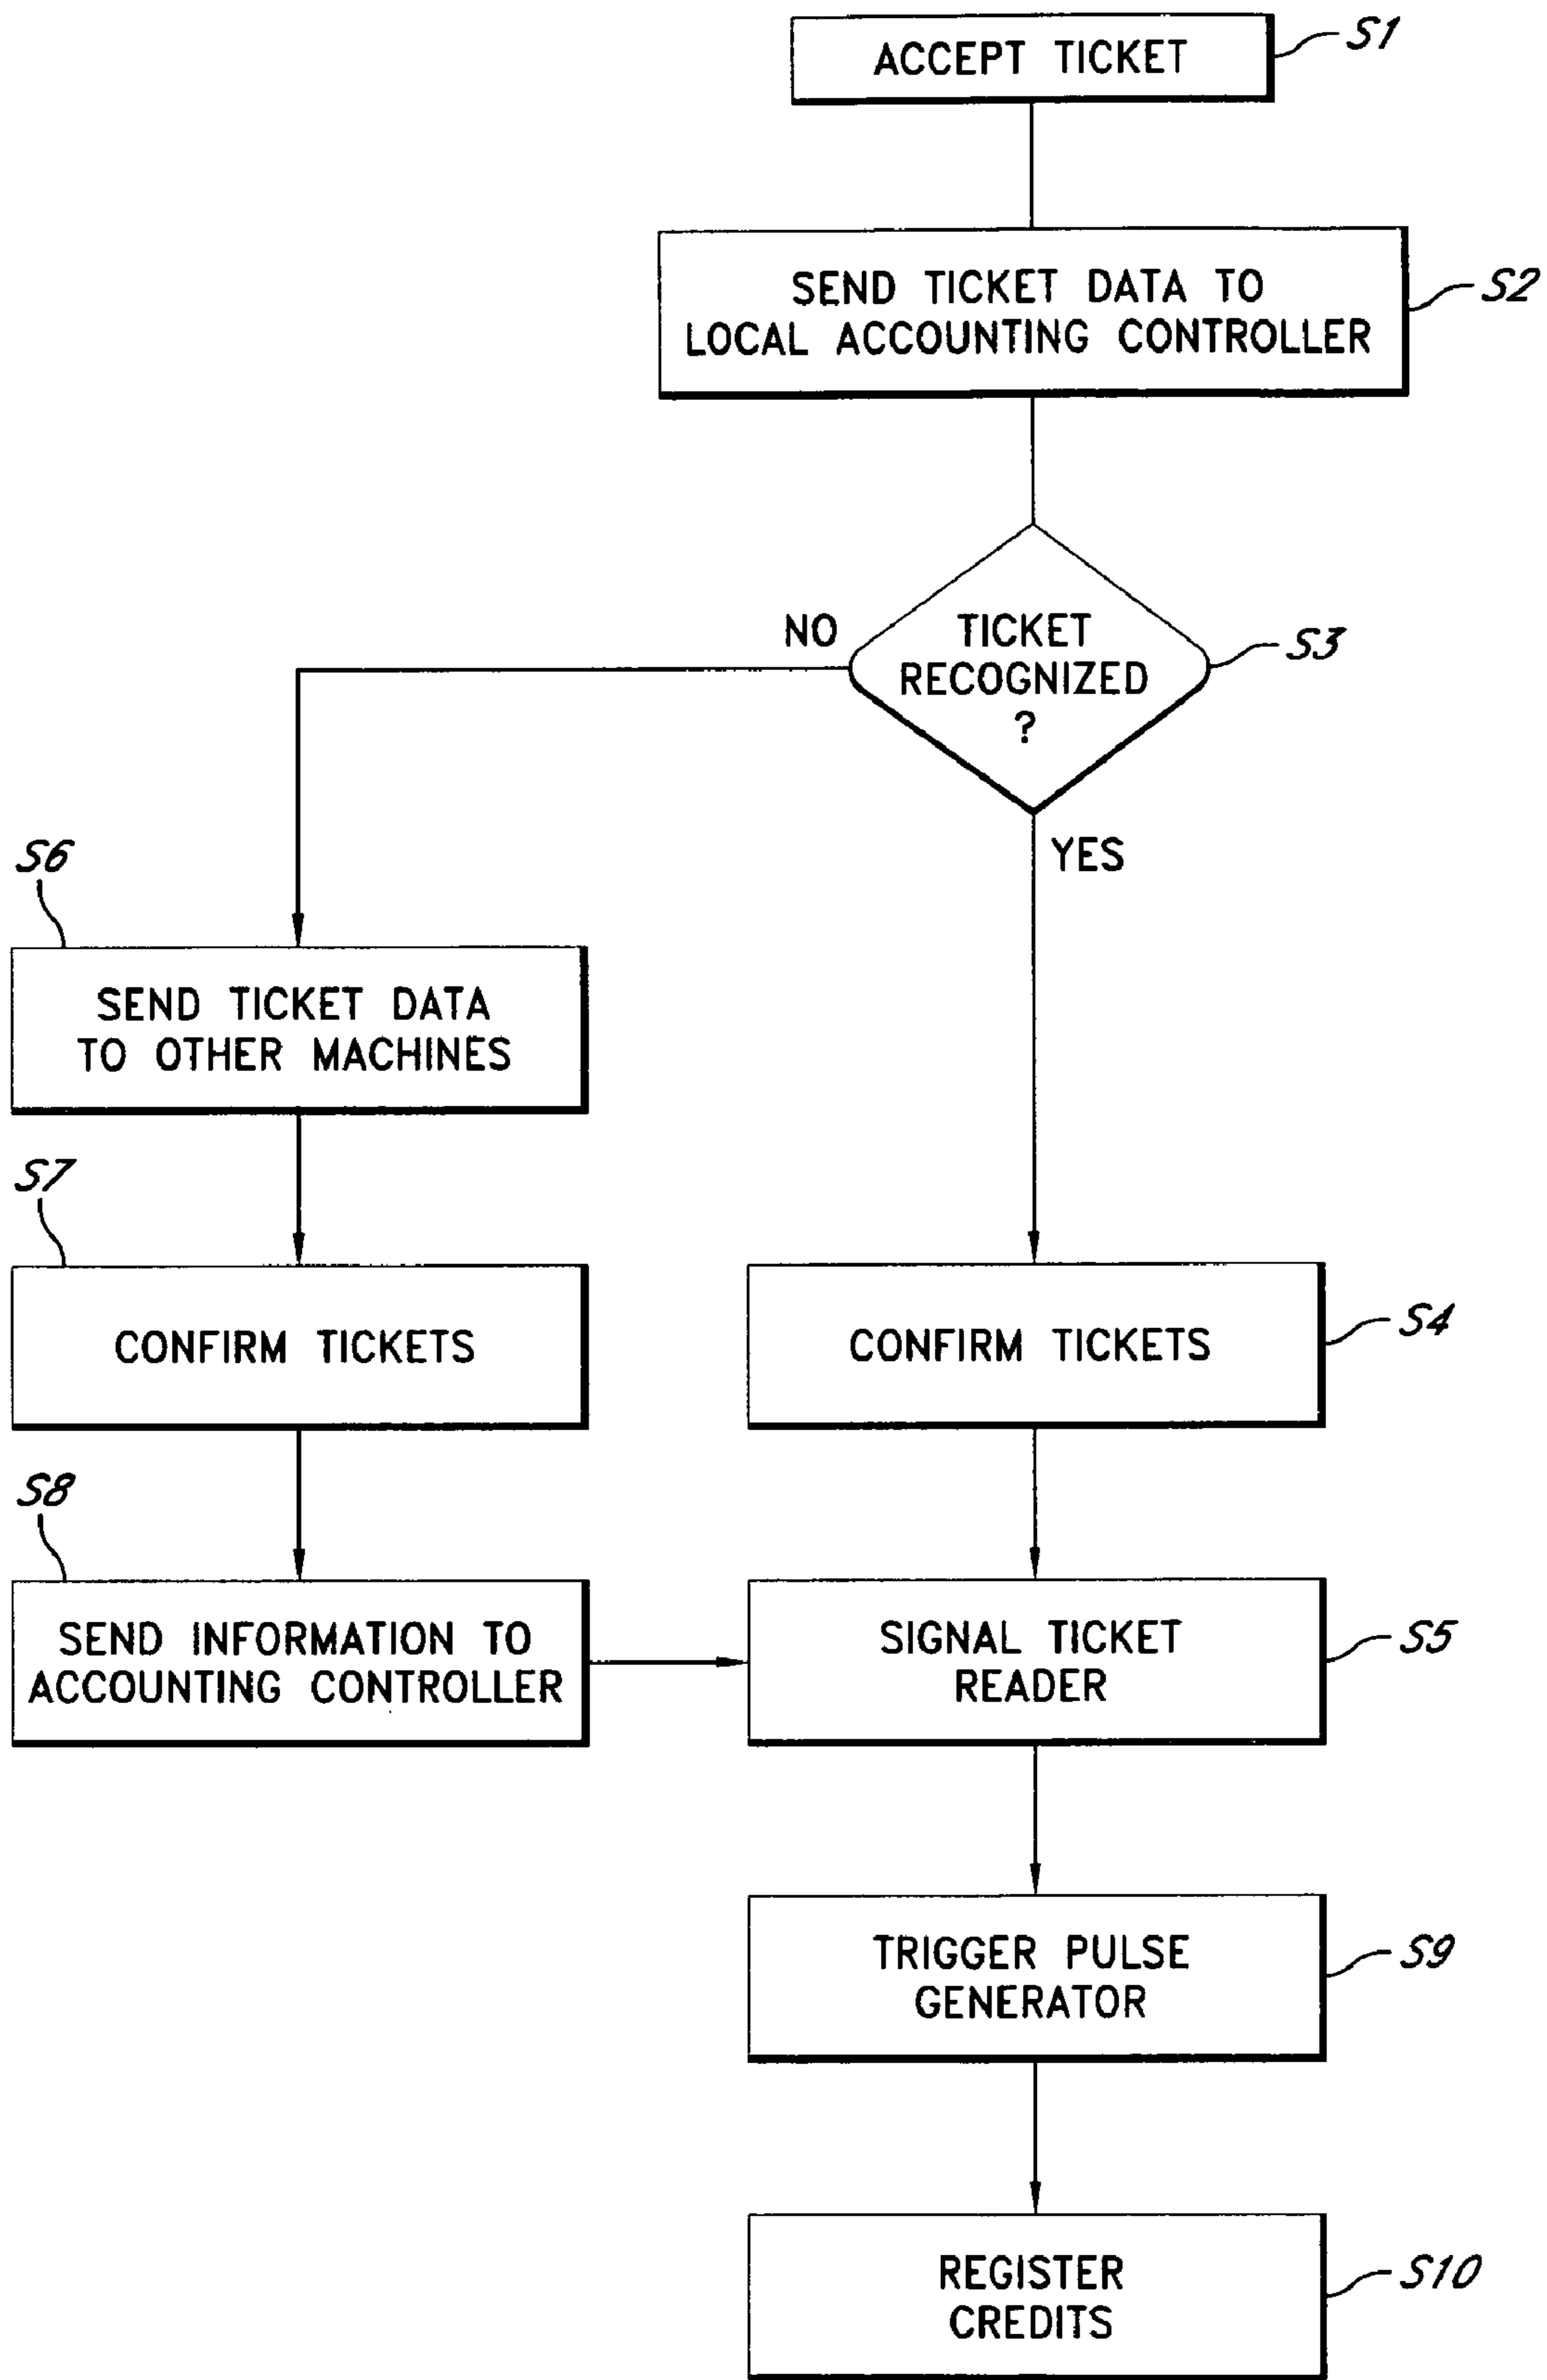 ACCEPT TICKET
S1
SEND TICKET DATA TO
LOCAL ACCOUNTING CONTROLLER
S2
TICKET
RECOGNIZED
?
S3
NO
YES
S6
SEND TICKET DATA
TO OTHER MACHINES
S7
CONFIRM TICKETS
CONFIRM TICKETS
S4
S8
SEND INFORMATION TO
ACCOUNTING CONTROLLER
SIGNAL TICKET
READER
S5
TRIGGER PULSE
GENERATOR
S9
REGISTER
CREDITS
S10